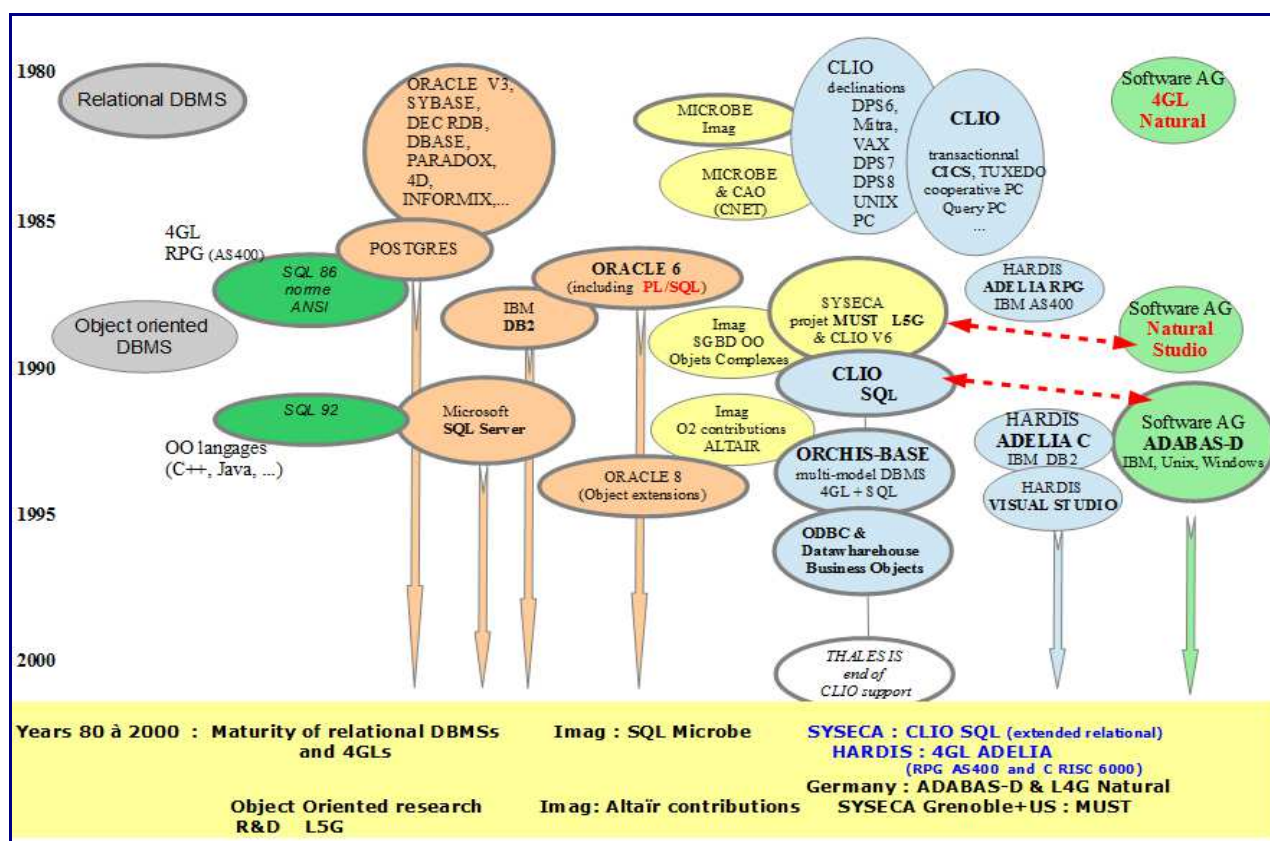 1980
Relational DBMS
ORACLE V3,
SYBASE,
DEC RDB,
DBASE,
PARADOX,
4D,
INFORMIX,...
MICROBE
Imag
MICROBE
& CAO
(CNET)
CLIO
declinations
DPS6,
Mitra,
VAX
DPS7
DPS8
UNIX
PC
CLIO
transactionnal
CICS, TUXEDO
cooperative PC
Query PC
...
Software AG
4GL
Natural
1985
4GL
RPG (AS400)
POSTGRES
SQL 86
norme
ANSI
ORACLE 6
(including PL/SQL)
IBM
DB2
Object oriented
DBMS
Imag
SGBD OO
Objets Complexes
SYSECA
projet MUST L5G
& CLIO V6
HARDIS
ADELIA RPG
IBM AS400
Software AG
Natural
Studio
1990
CLIO
SQL
SQL 92
Microsoft
SQL Server
OO langages
(C++, Java, ...)
Imag
O2 contributions
ALTAIR
ORACLE 8
(Object extensions)
ORCHIS-BASE
multi-model DBMS
4GL + SQL
HARDIS
ADELIA C
IBM DB2
HARDIS
VISUAL STUDIO
Software AG
ADABAS-D
IBM, Unix, Windows
1995
ODBC &
Datawharehouse
Business Objects
2000
THALES IS
end of
CLIO support
Years 80 à 2000 : Maturity of relational DBMSs
and 4GLs
Imag : SQL Microbe
SYSECA : CLIO SQL (extended relational)
HARDIS : 4GL ADELIA
(RPG AS400 and C RISC 6000)
Germany : ADABAS-D & L4G Natural
Object Oriented research
R&D L5G
Imag: Altaïr contributions
SYSECA Grenoble+US : MUST